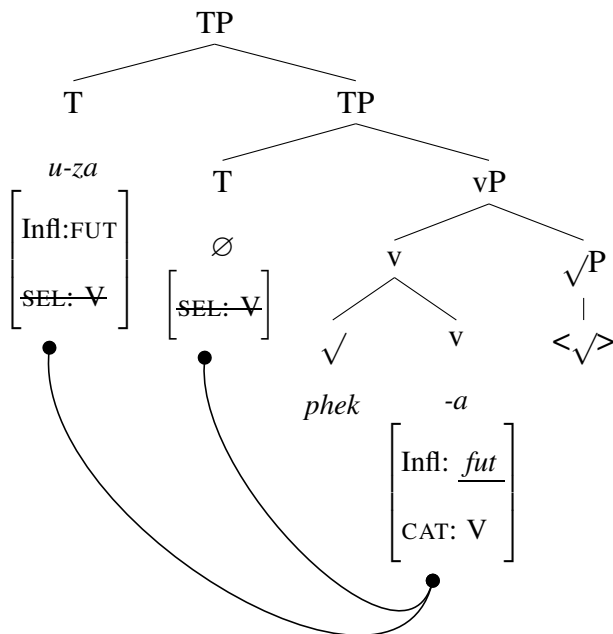 TP
T TP
u-za T vP
Infl:FUT ∅ v √P
SEL: V SEL: V √ v <√>
phek -a
Infl: fut
CAT: V